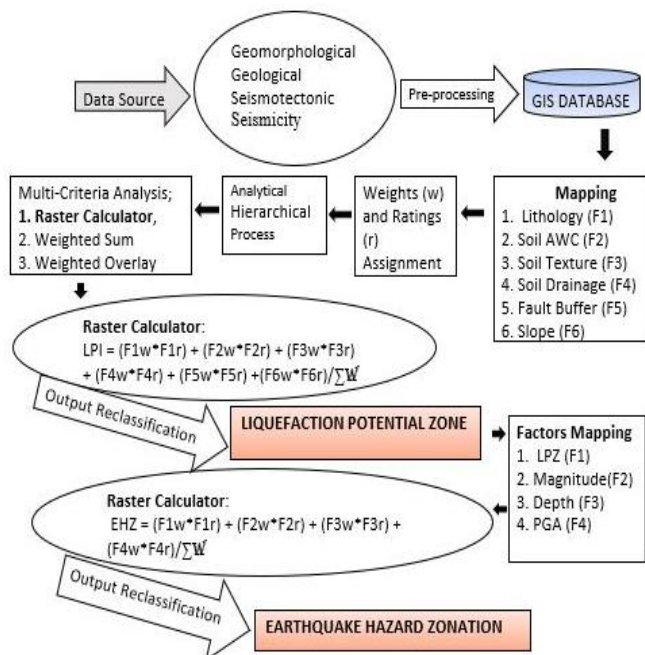 Geomorphological
Geological
Seismotectonic
Seismicity
Data Source
Pre-processing
GIS DATABASE
Mapping
1. Lithology (F1)
2. Soil AWC (F2)
3. Soil Texture (F3)
4. Soil Drainage (F4)
5. Fault Buffer (F5)
6. Slope (F6)
Weights (w)
and Ratings
(r)
Assignment
Analytical
Hierarchical
Process
Multi-Criteria Analysis;
1. Raster Calculator,
2. Weighted Sum
3. Weighted Overlay
Raster Calculator:
LPI = (F1w*F1r) + (F2w*F2r) + (F3w*F3r)
+ (F4w*F4r) + (F5w*F5r) +(F6w*F6r)/∑W
Output Reclassification
LIQUEFACTION POTENTIAL ZONE
Factors Mapping
1. LPZ (F1)
2. Magnitude(F2)
3. Depth (F3)
4. PGA (F4)
Raster Calculator:
EHZ = (F1w*F1r) + (F2w*F2r) + (F3w*F3r) +
(F4w*F4r)/∑W
Output Reclassification
EARTHQUAKE HAZARD ZONATION